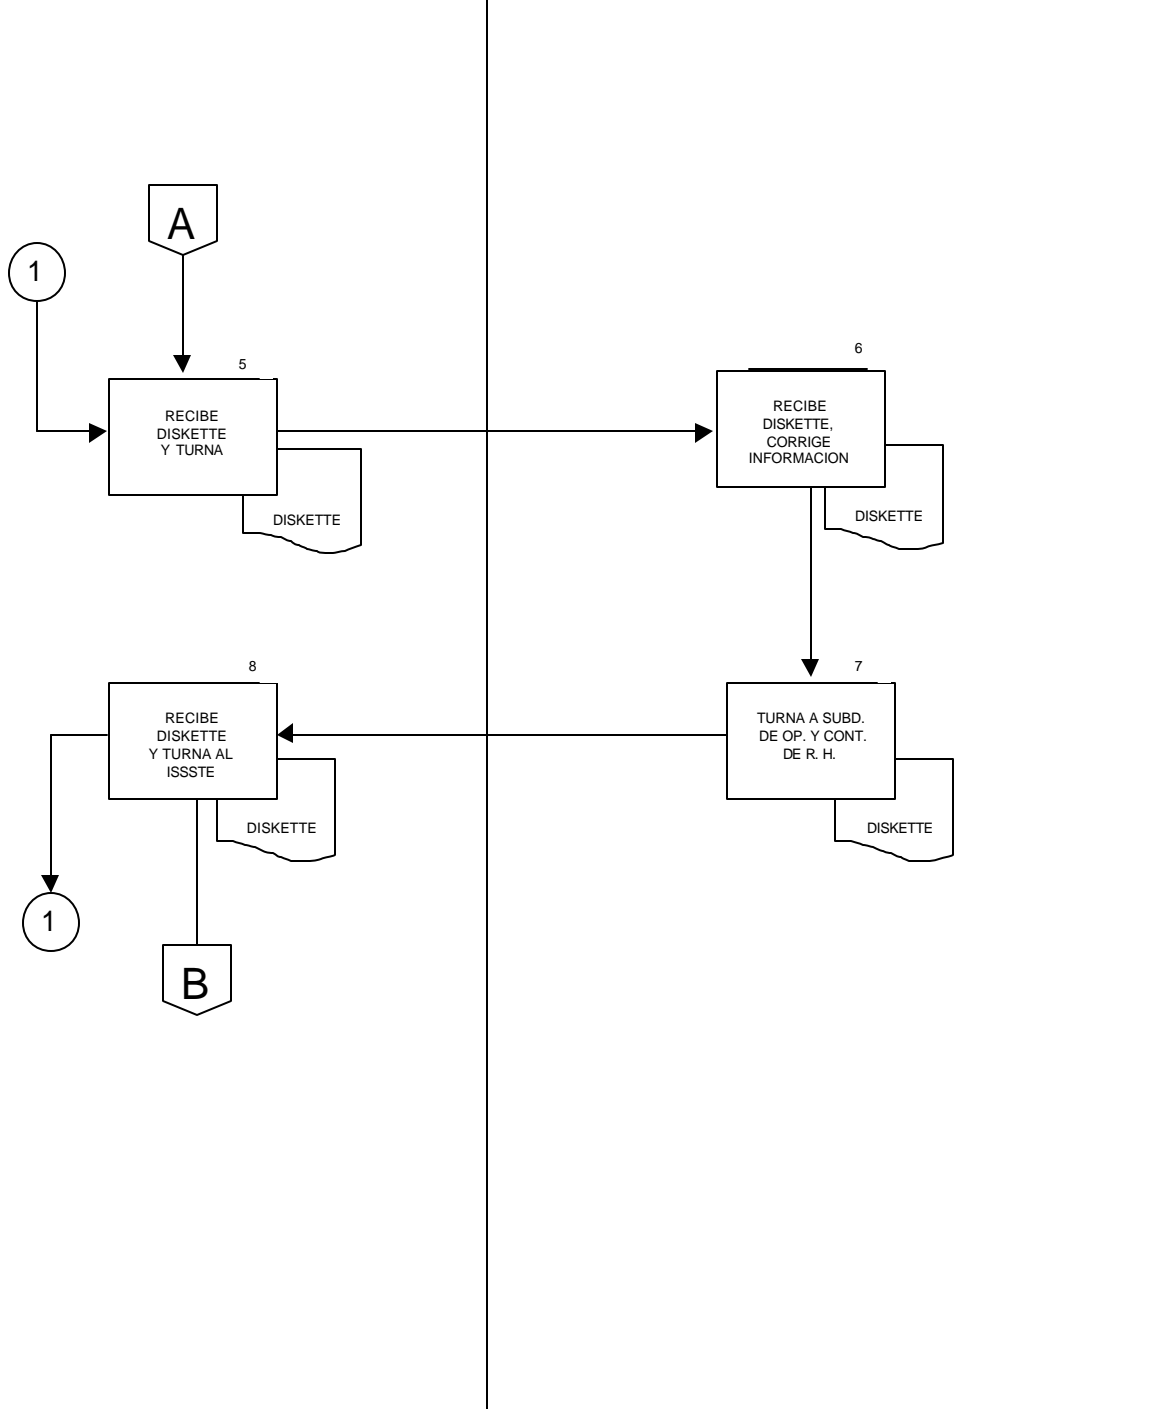 A
1
5
RECIBE
DISKETTE
Y TURNA
DISKETTE
6
RECIBE
DISKETTE,
CORRIGE
INFORMACION
DISKETTE
7
TURNA A SUBD.
DE OP. Y CONT.
DE R. H.
DISKETTE
8
RECIBE
DISKETTE
Y TURNA AL
ISSSTE
DISKETTE
1
B